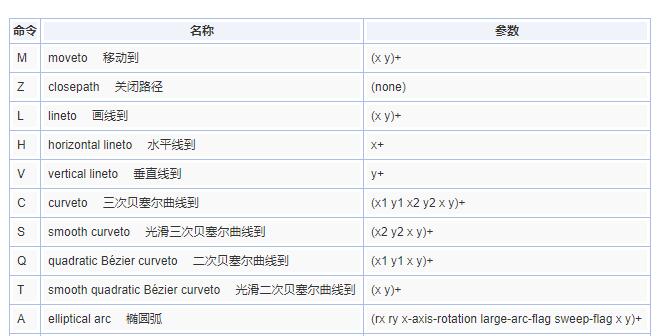 命令 名称 参数
M moveto 移动到 (x y)+
Z closepath 关闭路径 (none)
L lineto 画线到 (x y)+
H horizontal lineto 水平线到 x+
V vertical lineto 垂直线到 y+
C curveto 三次贝塞尔曲线到 (x1 y1 x2 y2 x y)+
S smooth curveto 光滑三次贝塞尔曲线到 (x2 y2 x y)+
Q quadratic Bézier curveto 二次贝塞尔曲线到 (x1 y1 x y)+
T smooth quadratic Bézier curveto 光滑二次贝塞尔曲线到 (x y)+
A elliptical arc 椭圆弧 (rx ry x-axis-rotation large-arc-flag sweep-flag x y)+